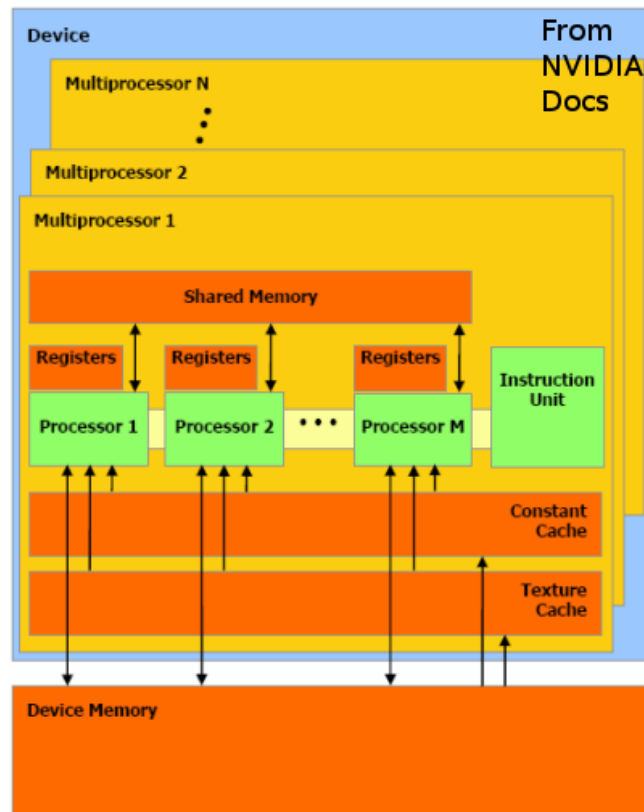 Device
From
NVIDIA
Docs
Multiprocessor N
Multiprocessor 2
Multiprocessor 1
Shared Memory
Registers
Registers
Registers
Instruction
Unit
Processor 1
Processor 2
Processor M
Constant
Cache
Texture
Cache
Device Memory